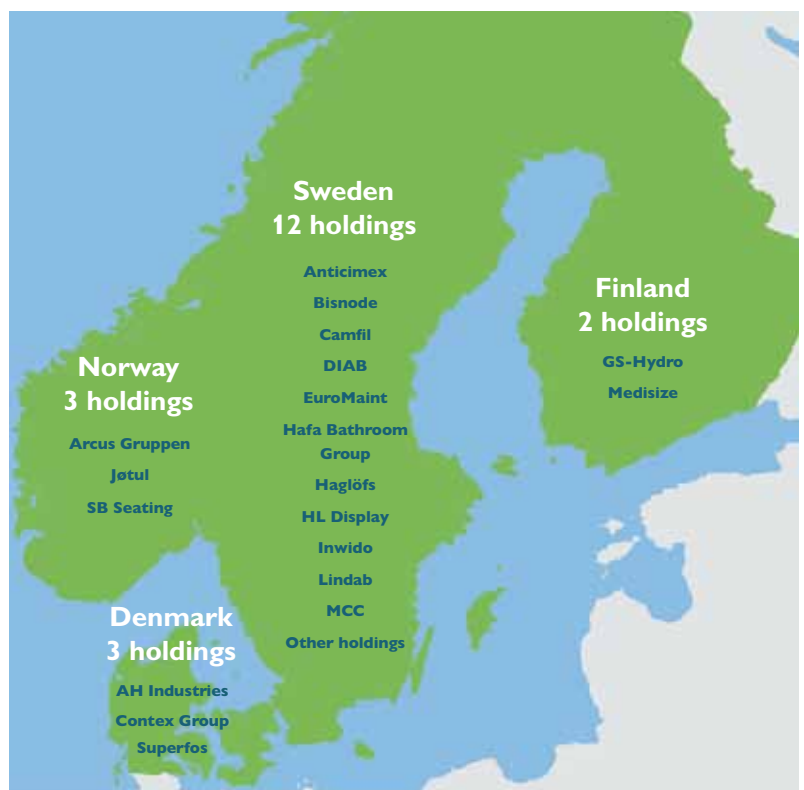 Sweden
12 holdings
Anticimex
Bisnode
Camfil
DIAB
EuroMaint
Hafa Bathroom
Group
Haglöfs
HL Display
Inwido
Lindab
MCC
Other holdings
Finland
2 holdings
GS-Hydro
Medisize
Norway
3 holdings
Arcus Gruppen
Jøtul
SB Seating
Denmark
3 holdings
AH Industries
Contex Group
Superfos